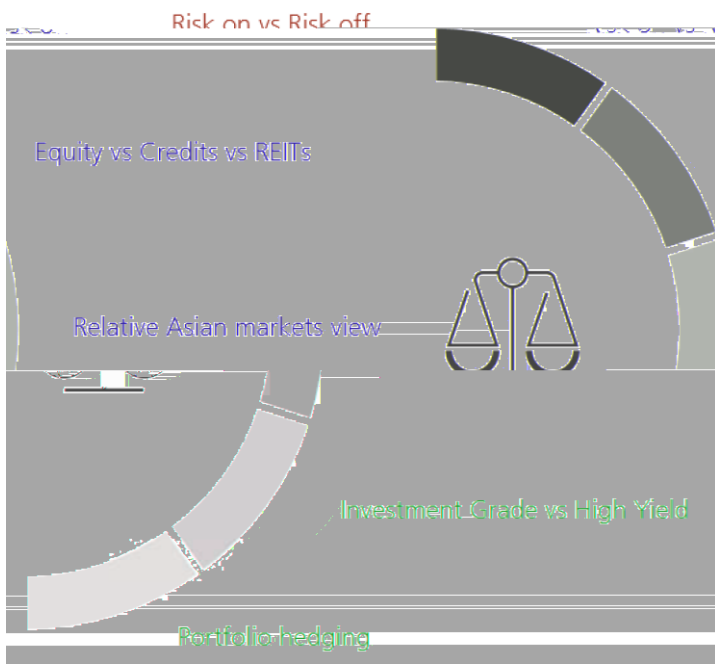 Risk on vs Risk off
Equity vs Credits vs REITs
Relative Asian markets view
Investment Grade vs High Yield
Portfolio hedging